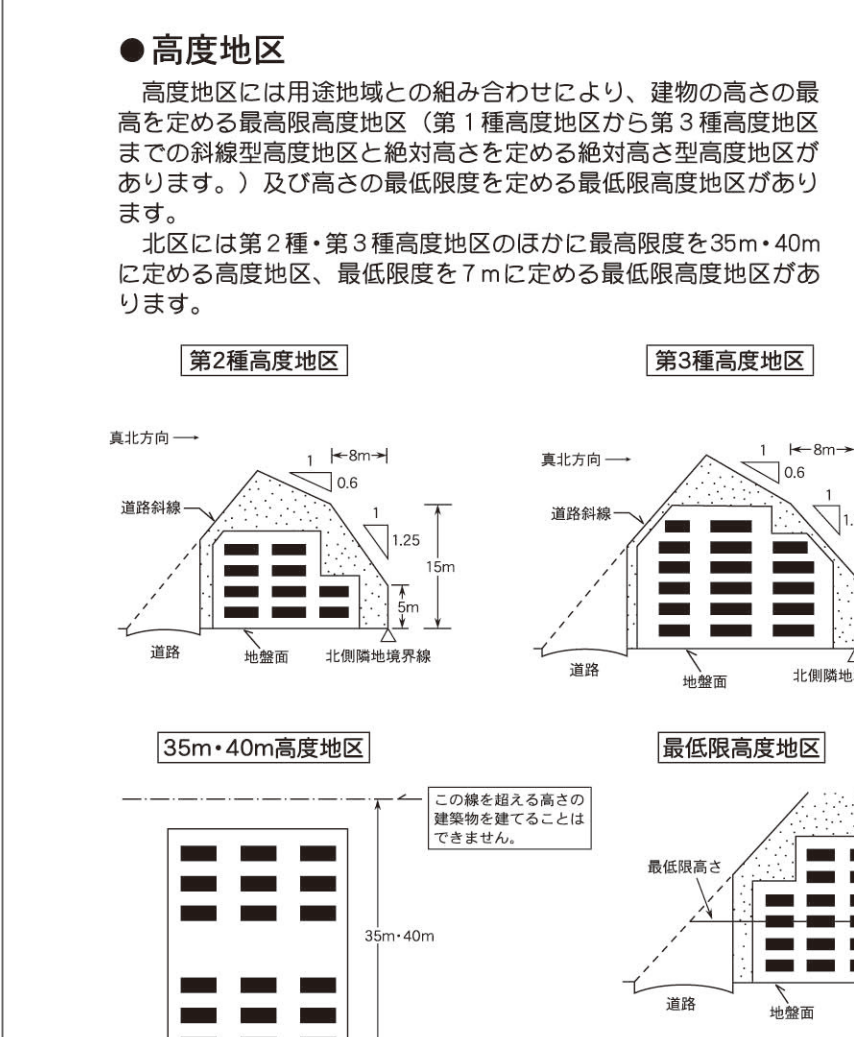 ●高度地区
高度地区には用途地域との組み合わせにより、建物の高さの最
高を定める最高限高度地区（第1種高度地区から第3種高度地区
までの斜線型高度地区と絶対高さを定める絶対高さ型高度地区が
あります。）及び高さの最低限度を定める最低限高度地区があり
ます。
北区には第2種・第3種高度地区のほかに最高限度を35m・40m
に定める高度地区、最低限度を7mに定める最低限高度地区があ
ります。
第2種高度地区
真北方向
1
8m
0.6
道路斜線
1
1.25
15m
5m
道路
地盤面
北側隣地境界線
第3種高度地区
真北方向
1
8m
0.6
道路斜線
1
1.
道路
地盤面
北側隣地
35m・40m高度地区
この線を超える高さの
建築物を建てることは
できません。
35m・40m
最低限高度地区
最低限高さ
道路
地盤面